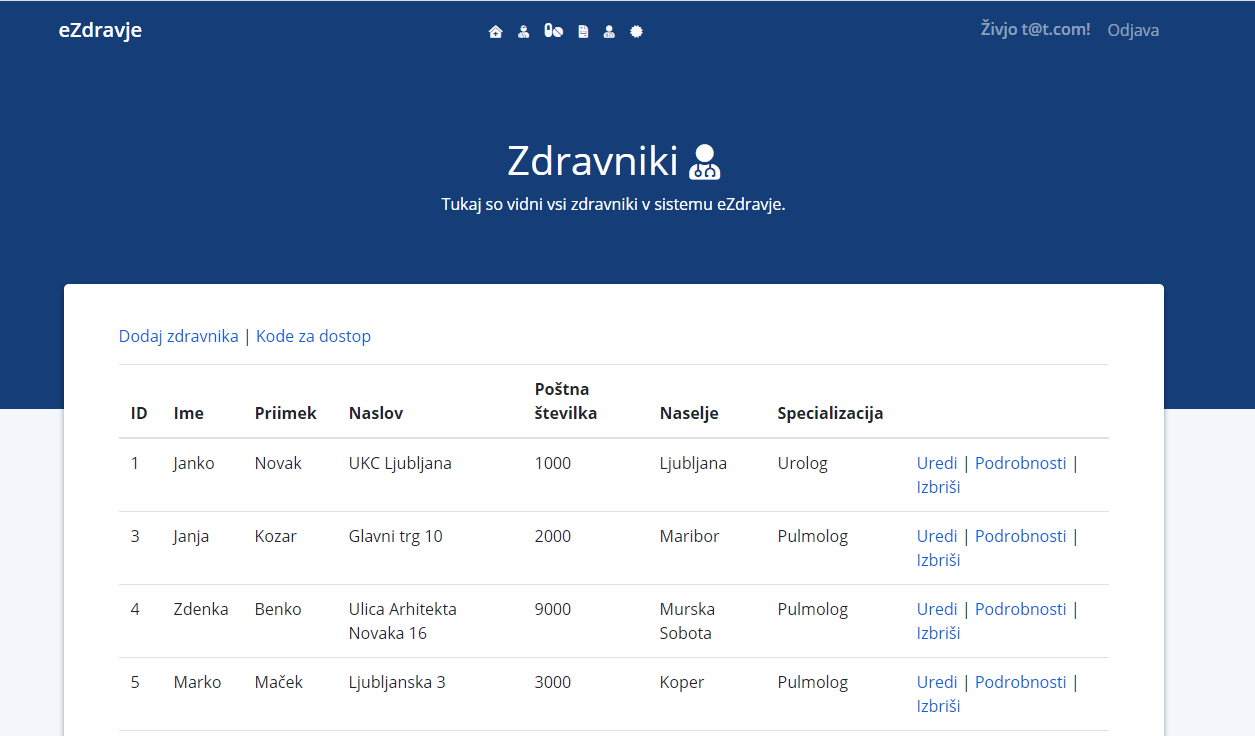 eZdravje
Živjo t@t.com! Odjava
Zdravniki
Tukaj so vidni vsi zdravniki v sistemu eZdravje.
Dodaj zdravnika | Kode za dostop
ID Ime Priimek Naslov Poštna številka Naselje Specializacija
1 Janko Novak UKC Ljubljana 1000 Ljubljana Urolog Uredi | Podrobnosti |
Izbriši
3 Janja Kozar Glavni trg 10 2000 Maribor Pulmolog Uredi | Podrobnosti |
Izbriši
4 Zdenka Benko Ulica Arhitekta 9000 Murska Pulmolog Uredi | Podrobnosti |
Novaka 16 Sobota Izbriši
5 Marko Maček Ljubljanska 3 3000 Koper Pulmolog Uredi | Podrobnosti |
Izbriši